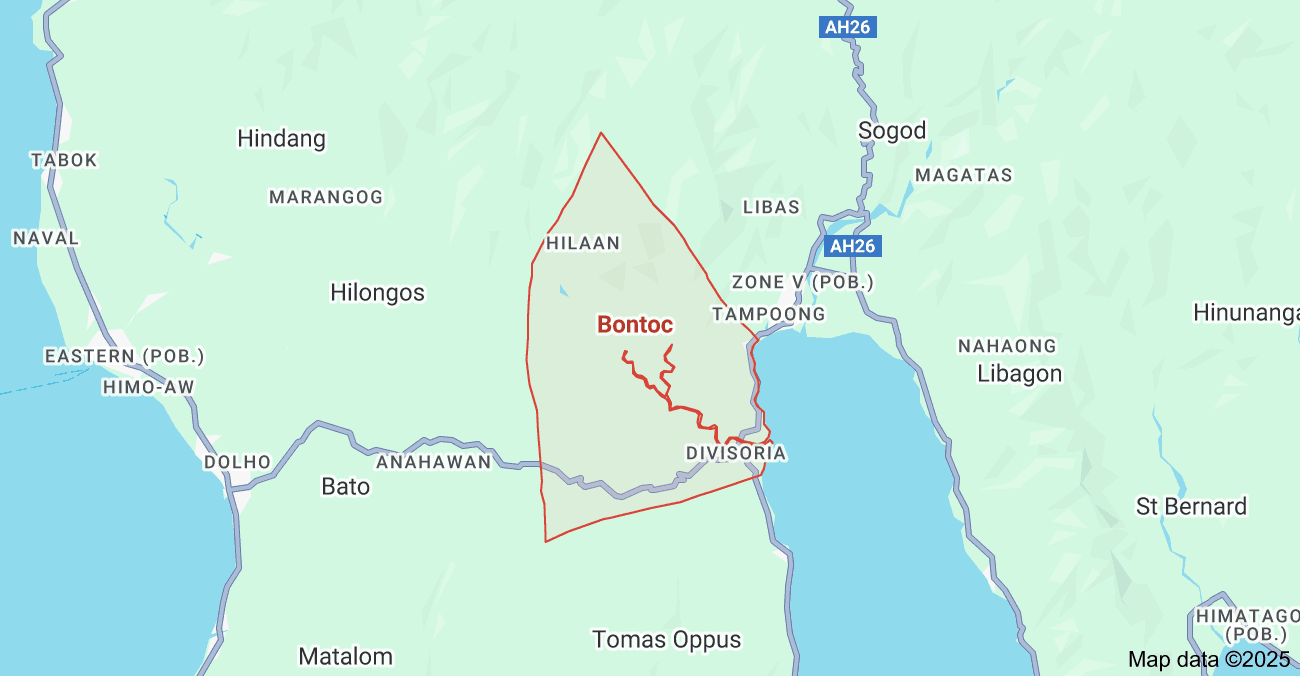 AH26
Sogod
Hindang
TABOK
MAGATAS
MARANGOG
LIBAS
NAVAL
HILAAN
AH26
ZONE V (POB.)
Hilongos
TAMPOONG
Hinunanga
Bontoc
NAHAONG
EASTERN (POB.)
Libagon
HIMO-AW
DIVISORIA
DOLHO
ANAHAWAN
Bato
St Bernard
HIMATAGO
(POB.)
Tomas Oppus
Matalom
Map data ©2025